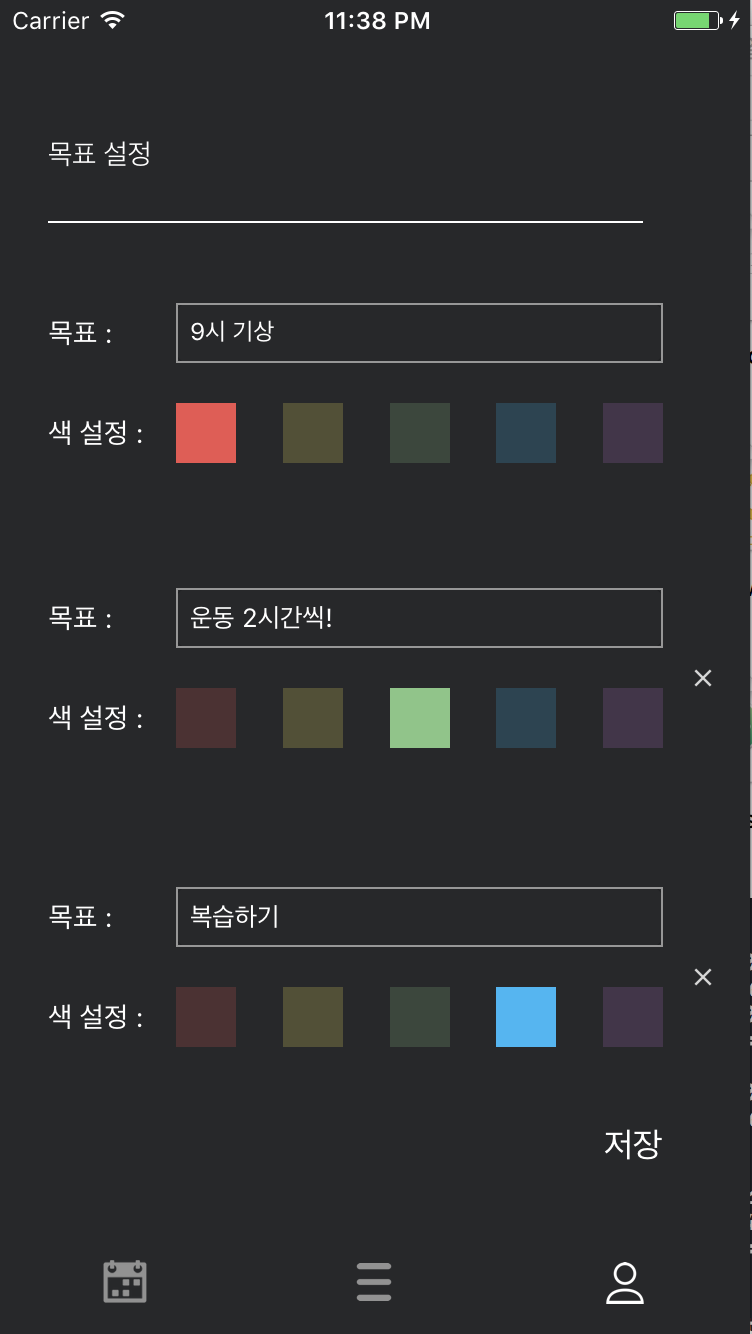 Carrier 11:38 PM
목표 설정
목표 : 9시 기상
색 설정 :
목표 : 운동 2시간씩!
색 설정 :
목표 : 복습하기
색 설정 :
저장